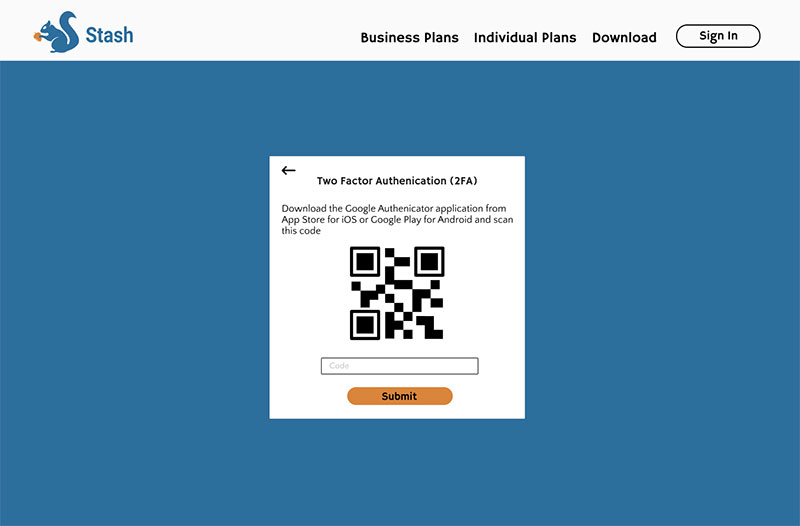 Stash
Business Plans Individual Plans Download Sign In
Two Factor Authenication (2FA)
Download the Google Authenicator application from
App Store for iOS or Google Play for Android and scan
this code
Code
Submit